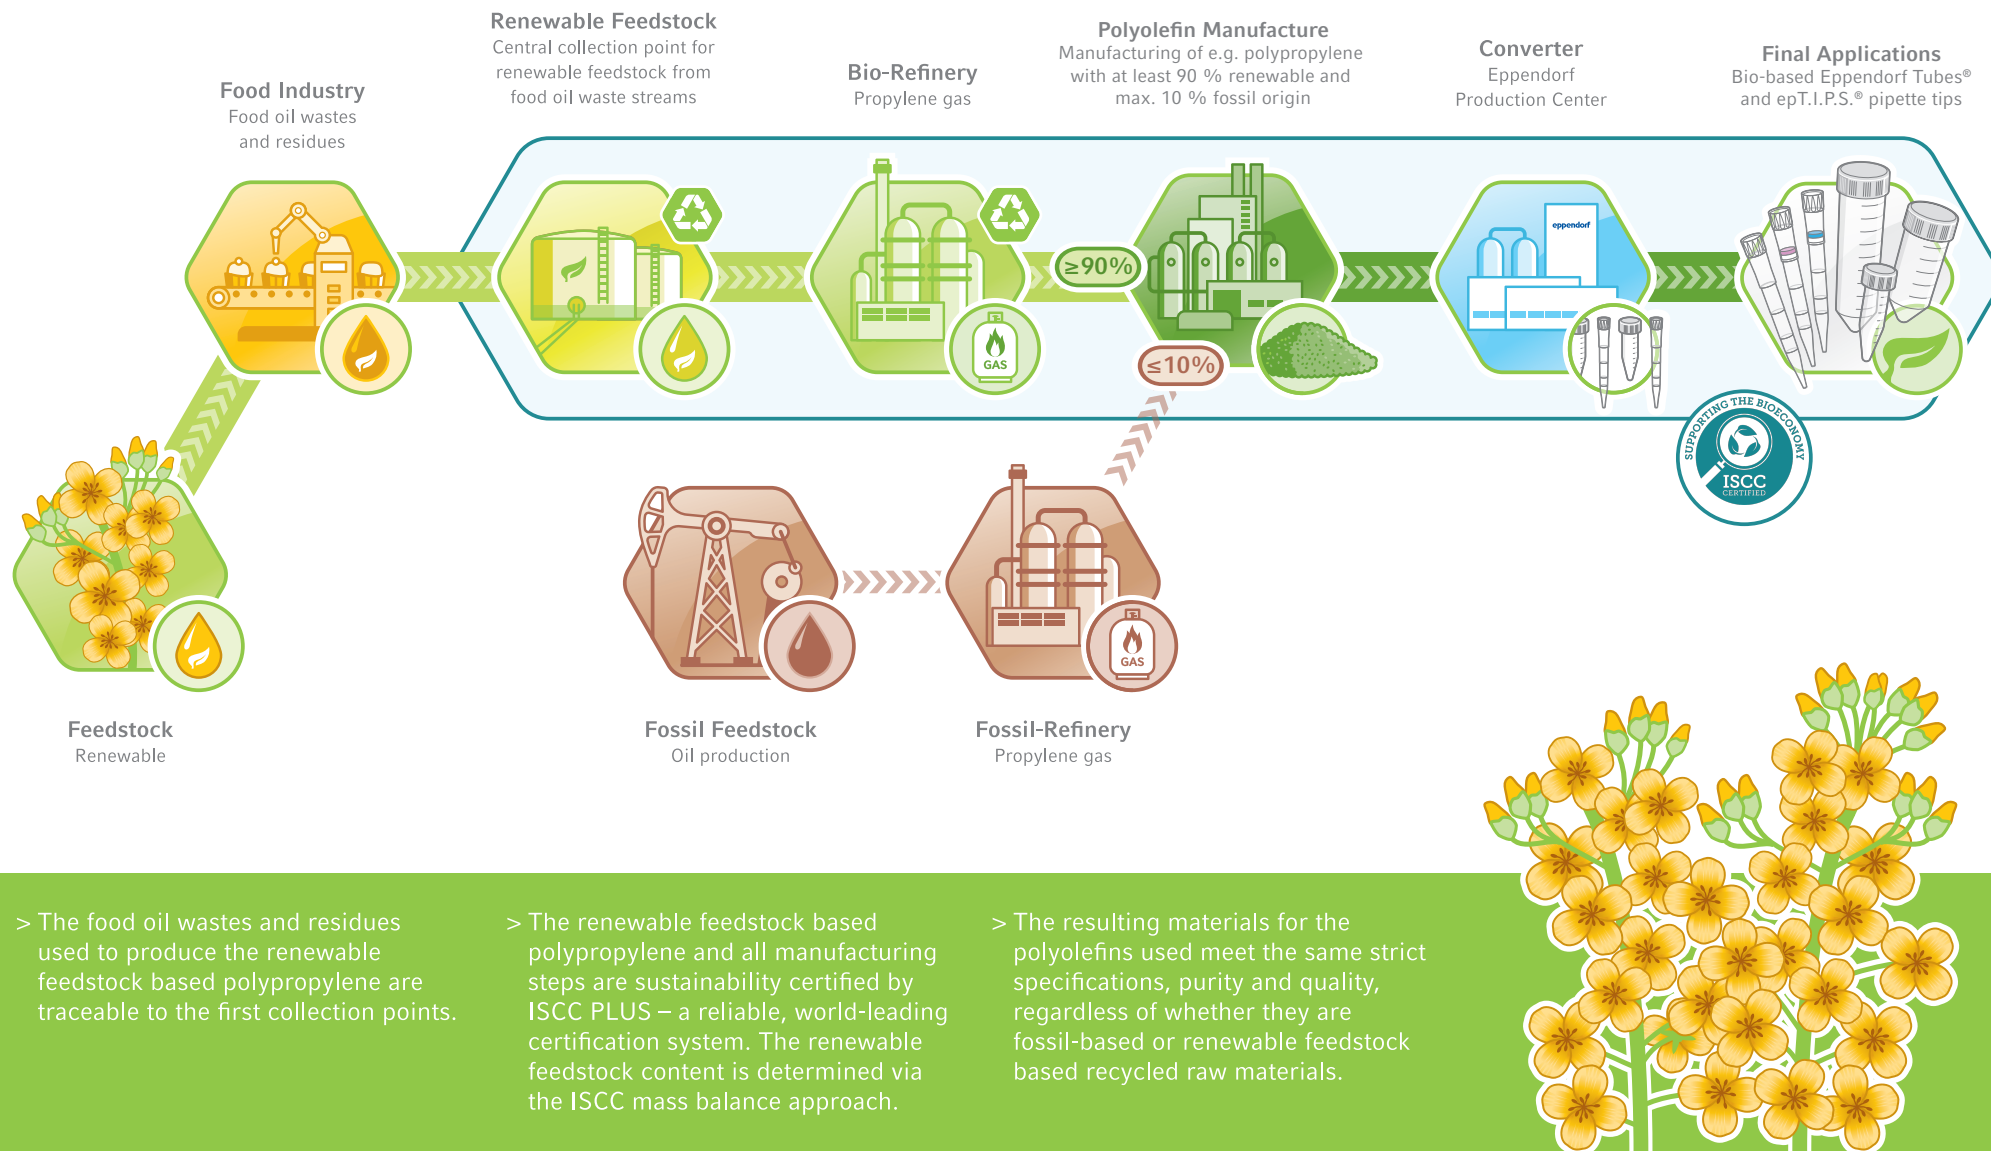 Renewable Feedstock
Central collection point for
renewable feedstock from
food oil waste streams
Polyolefin Manufacture
Manufacturing of e.g. polypropylene
with at least 90 % renewable and
max. 10 % fossil origin
Converter
Eppendorf
Production Center
Final Applications
Bio-based Eppendorf Tubes®
and epT.I.P.S.® pipette tips
Bio-Refinery
Propylene gas
Food Industry
Food oil wastes
and residues
eppendorf
≥90%
≤10%
GAS
SUPPORTING THE BIOECONOMY
ISCC
CERTIFIED
GAS
Feedstock
Renewable
Fossil Feedstock
Oil production
Fossil-Refinery
Propylene gas
> The food oil wastes and residues
used to produce the renewable
feedstock based polypropylene are
traceable to the first collection points.
> The renewable feedstock based
polypropylene and all manufacturing
steps are sustainability certified by
ISCC PLUS – a reliable, world-leading
certification system. The renewable
feedstock content is determined via
the ISCC mass balance approach.
> The resulting materials for the
polyolefins used meet the same strict
specifications, purity and quality,
regardless of whether they are
fossil-based or renewable feedstock
based recycled raw materials.